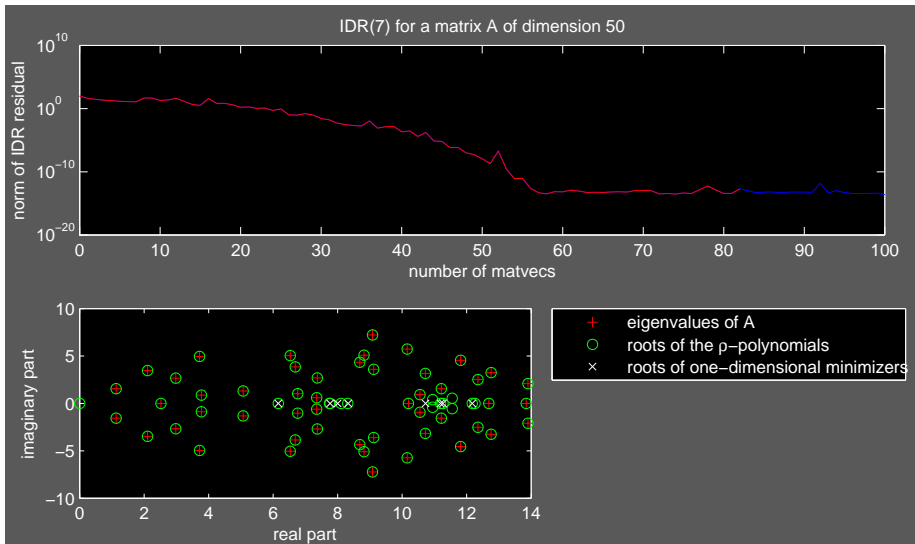 IDR(7) for a matrix A of dimension 50
norm of IDR residual
10^10
10^0
10^−10
10^−20
0 10 20 30 40 50 60 70 80 90 100
number of matvecs
imaginary part
10
5
0
−5
−10
0 2 4 6 8 10 12 14
real part
eigenvalues of A
roots of the ρ−polynomials
roots of one−dimensional minimizers